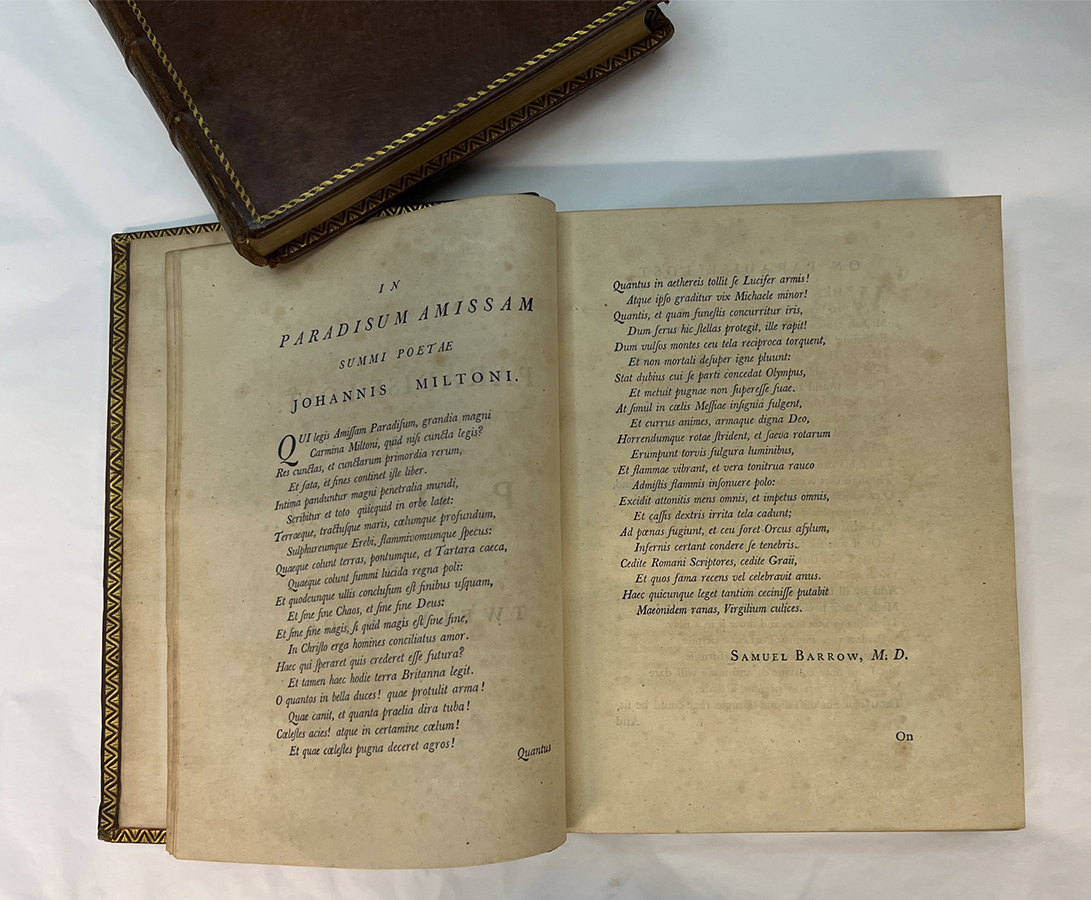 IN
PARADISUM AMISSAM
SUMMI POETAE
JOHANNIS MILTONI.
QUI legis Amiſſam Paradiſum, grandia magni
Carmina Miltoni, quid niſi cuncta legis?
Res cunctas, et cunctarum primordia rerum,
Et fata, et fines continet iſte liber.
Intima panduntur magni penetralia mundi,
Scribitur et toto quicquid in orbe latet:
Terraeque, tractuſque maris, cœlumque profundum,
Sulphureumque Erebi, flammivomumque ſpecus:
Quaeque colunt terras, pontumque, et Tartara caeca,
Quaeque colunt ſummi lucida regna poli:
Et quodcunque ullis concluſum eſt finibus uſquam,
Et ſine fine Chaos, et ſine fine Deus:
Et ſine fine magis, ſi quid magis eſt ſine fine,
In Chriſto erga homines conciliatus amor.
Haec qui ſperaret quis crederet eſſe futura?
Et tamen haec hodie terra Britanna legit.
O quantos in bella duces! quae protulit arma!
Quae canit, et quanta praelia dira tuba!
Cœleſtes acies! atque in certamine cœlum!
Et quae cœleſtes pugna deceret agros!
Quantus
Quantus in aethereis tollit ſe Lucifer armis!
Atque ipſo graditur vix Michaele minor!
Quantis, et quam funeſtis concurritur iris,
Dum ferus hic ſtellas protegit, ille rapit!
Dum vulſos montes ceu tela reciproca torquent,
Et non mortali deſuper igne pluunt:
Stat dubius cui ſe parti concedat Olympus,
Et metuit pugnae non ſupereſſe ſuae.
At ſimul in cœlis Meſſiae inſignia fulgent,
Et currus animes, armaque digna Deo,
Horrendumque rotae ſtrident, et ſaeva rotarum
Erumpunt torvis fulgura luminibus,
Et flammae vibrant, et vera tonitrua rauco
Admiſtis flammis inſonuere polo:
Excidit attonitis mens omnis, et impetus omnis,
Et caſſis dextris irrita tela cadunt;
Ad pœnas fugiunt, et ceu foret Orcus aſylum,
Infernis certant condere ſe tenebris.
Cedite Romani Scriptores, cedite Graii,
Et quos fama recens vel celebravit anus.
Haec quicunque leget tantùm ceciniſſe putabit
Maeonidem ranas, Virgilium culices.
SAMUEL BARROW, M. D.
On